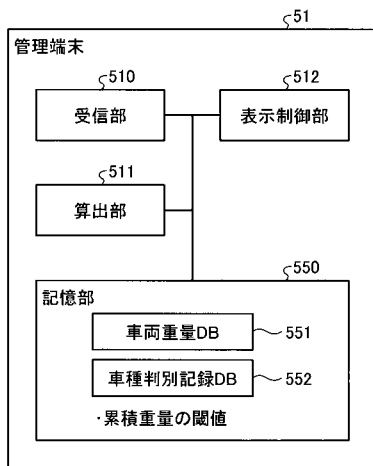 51
管理端末
510
受信部
512
表示制御部
511
算出部
550
記憶部
車両重量DB
551
車種判別記録DB
552
・累積重量の閾値